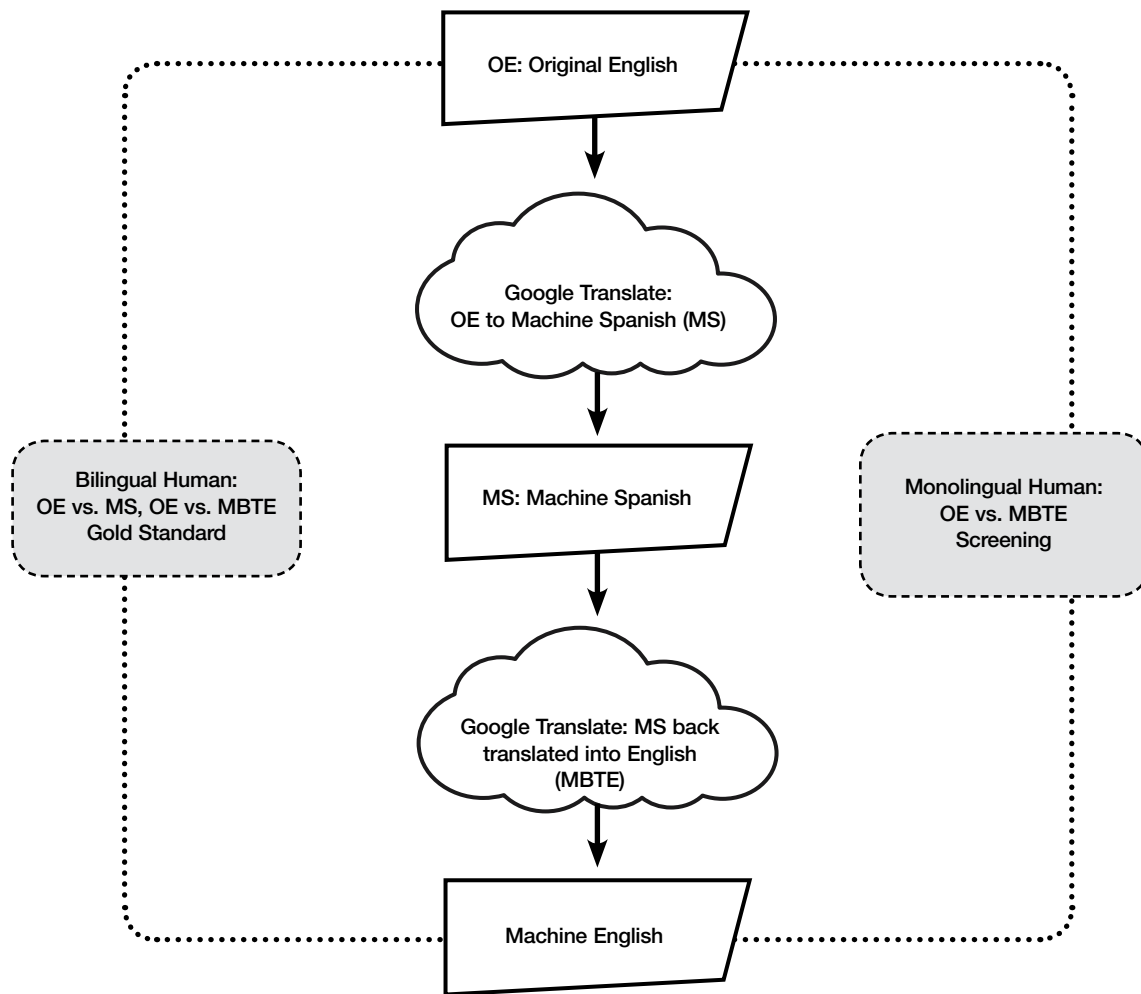 OE: Original English
Google Translate:
OE to Machine Spanish (MS)
Bilingual Human:
OE vs. MS, OE vs. MBTE
Gold Standard
MS: Machine Spanish
Monolingual Human:
OE vs. MBTE
Screening
Google Translate: MS back
translated into English
(MBTE)
Machine English